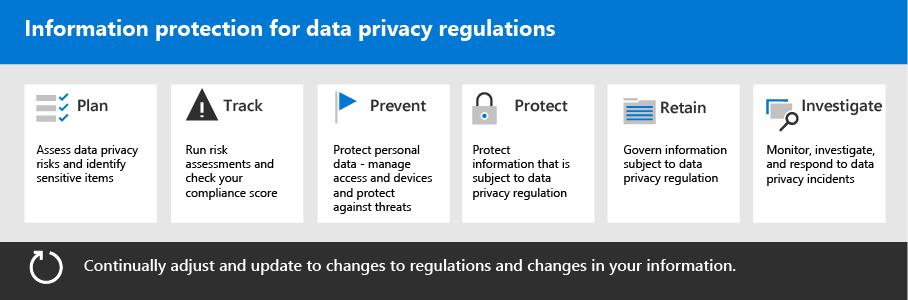 Information protection for data privacy regulations
Plan
Assess data privacy
risks and identify
sensitive items
Track
Run risk
assessments and
check your
compliance score
Prevent
Protect personal
data - manage
access and devices
and protect
against threats
Protect
Protect
information that is
subject to data
privacy regulation
Retain
Govern information
subject to data
privacy regulation
Investigate
Monitor, investigate,
and respond to data
privacy incidents
Continually adjust and update to changes to regulations and changes in your information.